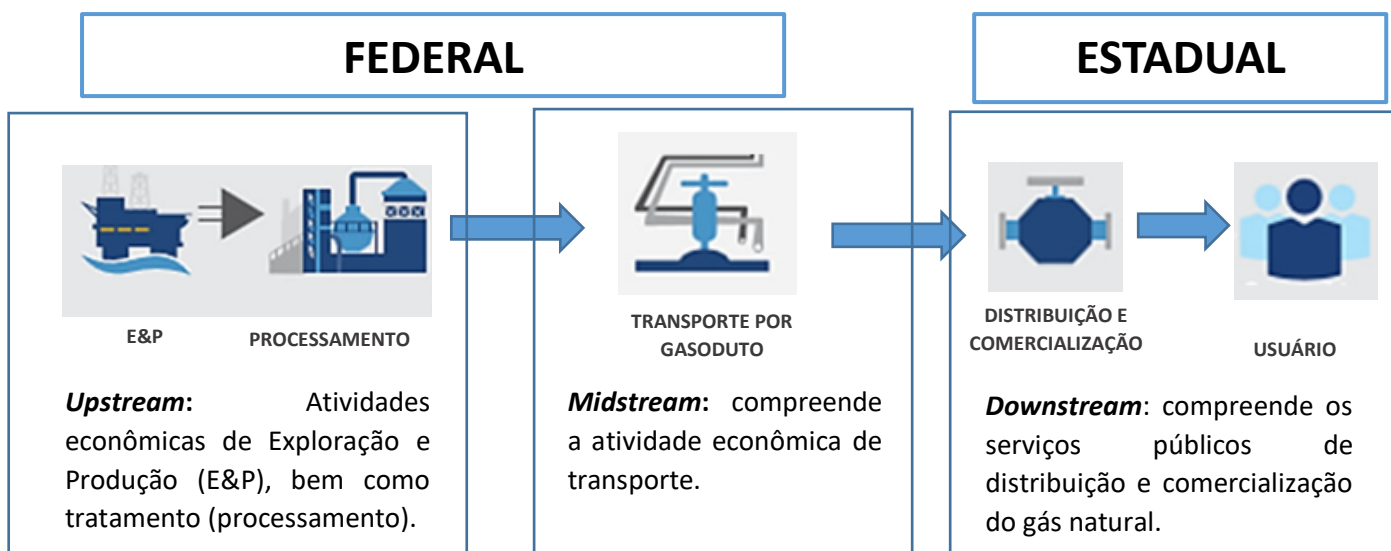 FEDERAL
ESTADUAL
E&P
PROCESSAMENTO
Upstream: Atividades
econômicas de Exploração e
Produção (E&P), bem como
tratamento (processamento).
TRANSPORTE POR
GASODUTO
Midstream: compreende
a atividade econômica de
transporte.
DISTRIBUIÇÃO E
COMERCIALIZAÇÃO
USUÁRIO
Downstream: compreende os
serviços públicos de
distribuição e comercialização
do gás natural.